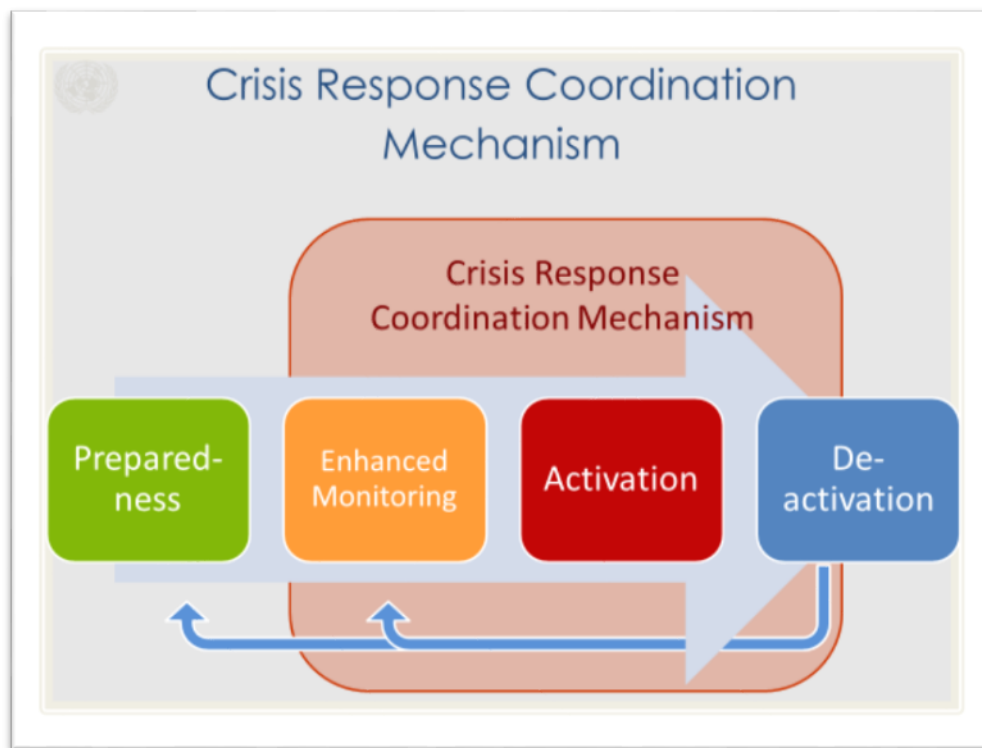 Crisis Response Coordination
Mechanism
Crisis Response
Coordination Mechanism
Prepared-
ness
Enhanced
Monitoring
Activation
De-
activation